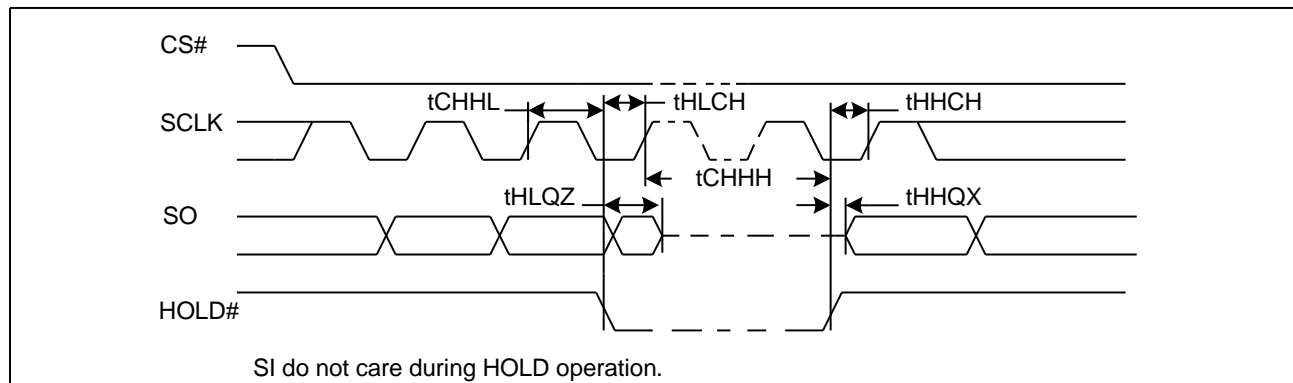 CS#
tCHHL
tHLCH
tHHCH
SCLK
tCHHH
tHLQZ
tHHQX
SO
HOLD#
SI do not care during HOLD operation.